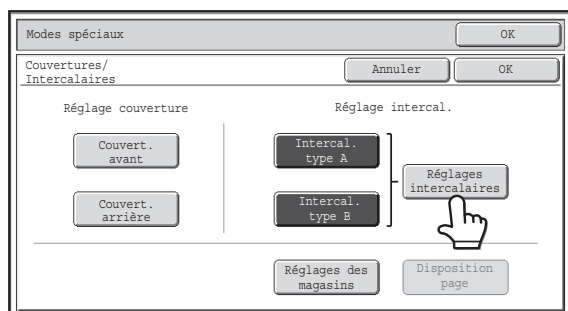 Modes spéciaux
OK
Couvertures/
Intercalaires
Annuler
OK
Réglage couverture
Réglage intercal.
Couvert.
avant
Intercal.
type A
Réglages
intercalaires
Couvert.
arrière
Intercal.
type B
Réglages des
magasins
Disposition
page